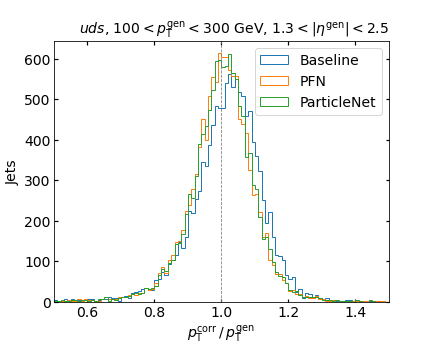 uds, 100 < p_T^gen < 300 GeV, 1.3 < |η^gen| < 2.5
Baseline
PFN
ParticleNet
Jets
600
500
400
300
200
100
0
0.6 0.8 1.0 1.2 1.4
p_T^corr / p_T^gen